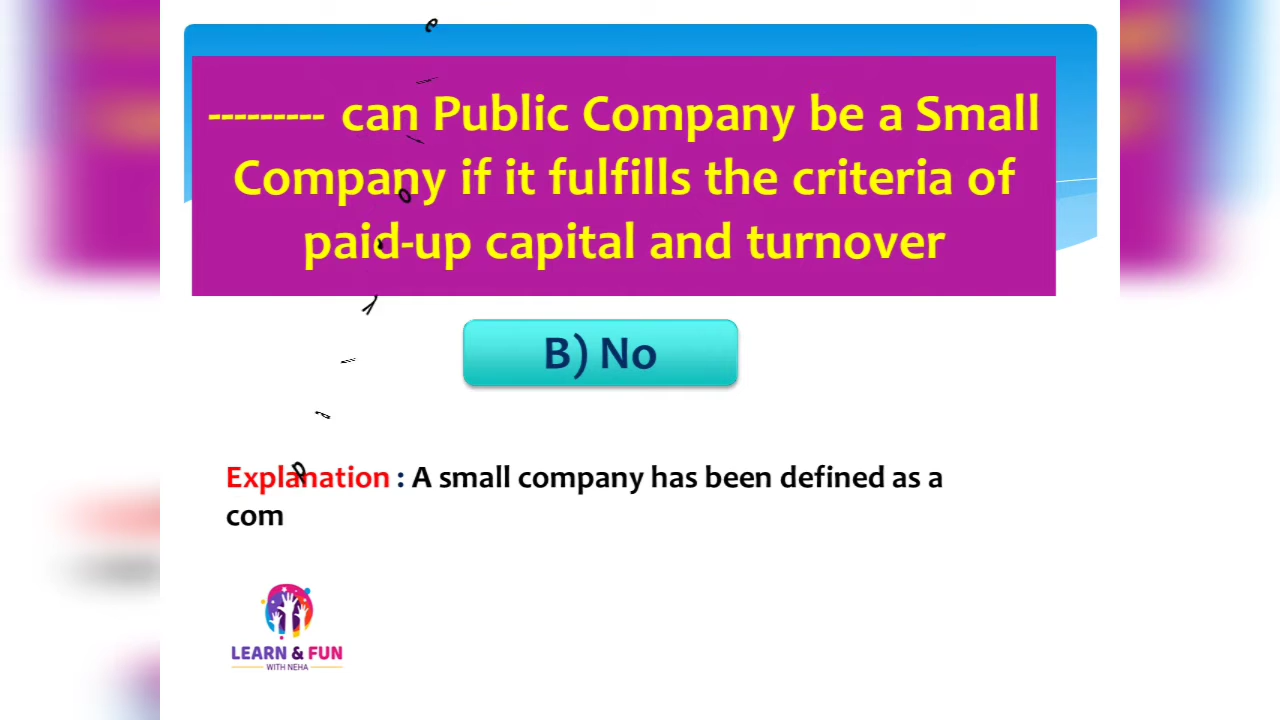 --------- can Public Company be a Small
Company if it fulfills the criteria of
paid-up capital and turnover
B) No
Explanation : A small company has been defined as a
com
LEARN & FUN
WITH NEHA